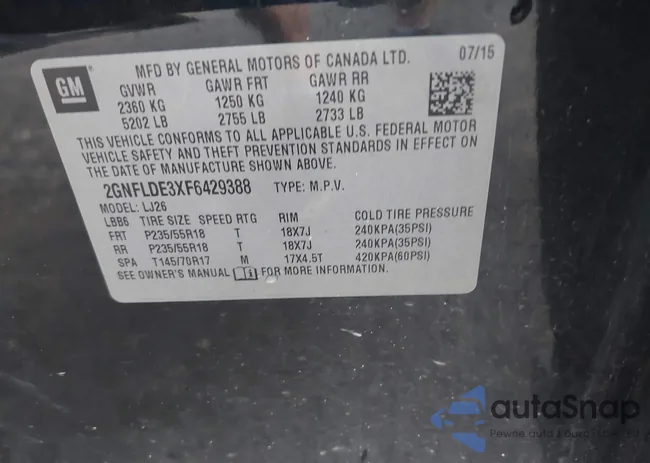 MFD BY GENERAL MOTORS OF CANADA LTD. 07/15
GM
GVWR GAWR FRT GAWR RR
2360 KG 1250 KG 1240 KG
5202 LB 2755 LB 2733 LB
THIS VEHICLE CONFORMS TO ALL APPLICABLE U.S. FEDERAL MOTOR
VEHICLE SAFETY AND THEFT PREVENTION STANDARDS IN EFFECT ON
THE DATE OF MANUFACTURE SHOWN ABOVE.
2GNFLDE3XF6429388 TYPE: M.P.V.
MODEL: LJ26
LBB6 TIRE SIZE SPEED RTG RIM COLD TIRE PRESSURE
FRT P235/55R18 T 18X7J 240KPA(35PSI)
RR P235/55R18 T 18X7J 240KPA(35PSI)
SPA T145/70R17 M 17X4.5T 420KPA(60PSI)
SEE OWNER'S MANUAL FOR MORE INFORMATION.
autoSnap
Pewne auto